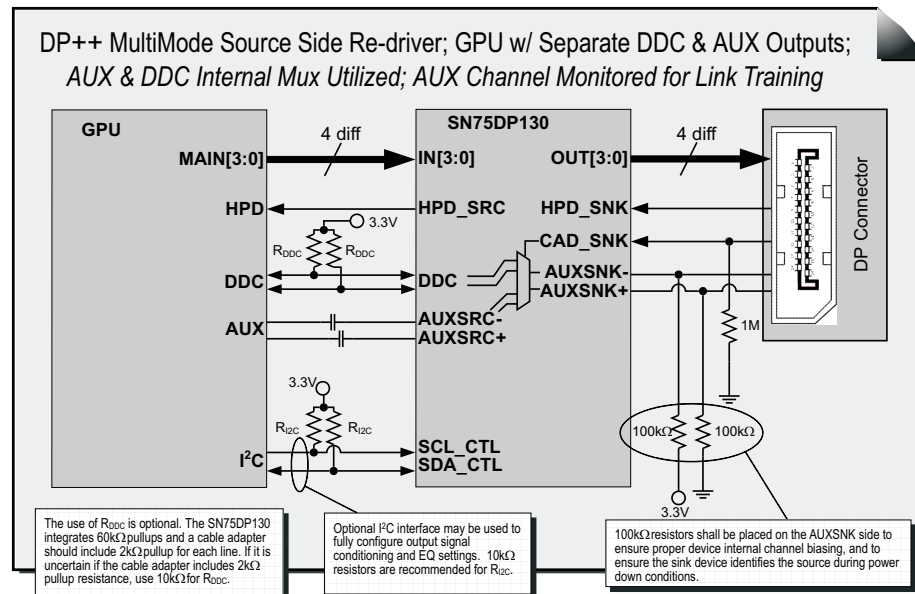 DP++ MultiMode Source Side Re-driver; GPU w/ Separate DDC & AUX Outputs;
AUX & DDC Internal Mux Utilized; AUX Channel Monitored for Link Training
GPU
SN75DP130
4 diff
4 diff
MAIN[3:0]
IN[3:0]
OUT[3:0]
DP Connector
HPD
HPD_SRC
HPD_SNK
3.3V
RDDC
RDDC
CAD_SNK
DDC
DDC
AUXSNK-
AUXSNK+
AUX
AUXSRC-
AUXSRC+
1M
3.3V
RI2C
RI2C
100kΩ
100kΩ
I²C
SCL_CTL
SDA_CTL
3.3V
The use of RDDC is optional. The SN75DP130
integrates 60kΩ pullups and a cable adapter
should include 2kΩ pullup for each line. If it is
uncertain if the cable adapter includes 2kΩ
pullup resistance, use 10kΩ for RDDC.
Optional I²C interface may be used to
fully configure output signal
conditioning and EQ settings. 10kΩ
resistors are recommended for RI2C.
100kΩ resistors shall be placed on the AUXSNK side to
ensure proper device internal channel biasing, and to
ensure the sink device identifies the source during power
down conditions.